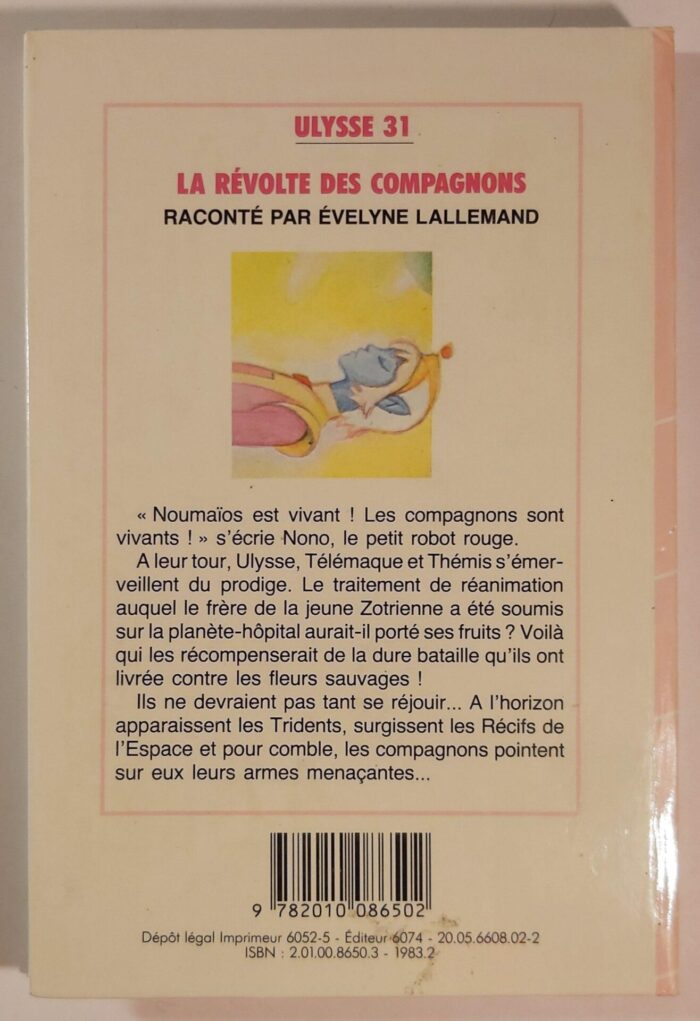 ULYSSE 31
LA RÉVOLTE DES COMPAGNONS
RACONTÉ PAR ÉVELYNE LALLEMAND
« Noumaïos est vivant ! Les compagnons sont
vivants ! » s'écrie Nono, le petit robot rouge.
A leur tour, Ulysse, Télémaque et Thémis s'émer-
veillent du prodige. Le traitement de réanimation
auquel le frère de la jeune Zotrienne a été soumis
sur la planète-hôpital aurait-il porté ses fruits ? Voilà
qui les récompenserait de la dure bataille qu'ils ont
livrée contre les fleurs sauvages !
Ils ne devraient pas tant se réjouir... A l'horizon
apparaissent les Tridents, surgissent les Récifs de
l'Espace et pour comble, les compagnons pointent
sur eux leurs armes menaçantes...
9 782010 086502
Dépôt légal Imprimeur 6052-5 - Éditeur 6074 - 20.05.6608.02-2
ISBN : 2.01.00.8650.3 - 1983.2